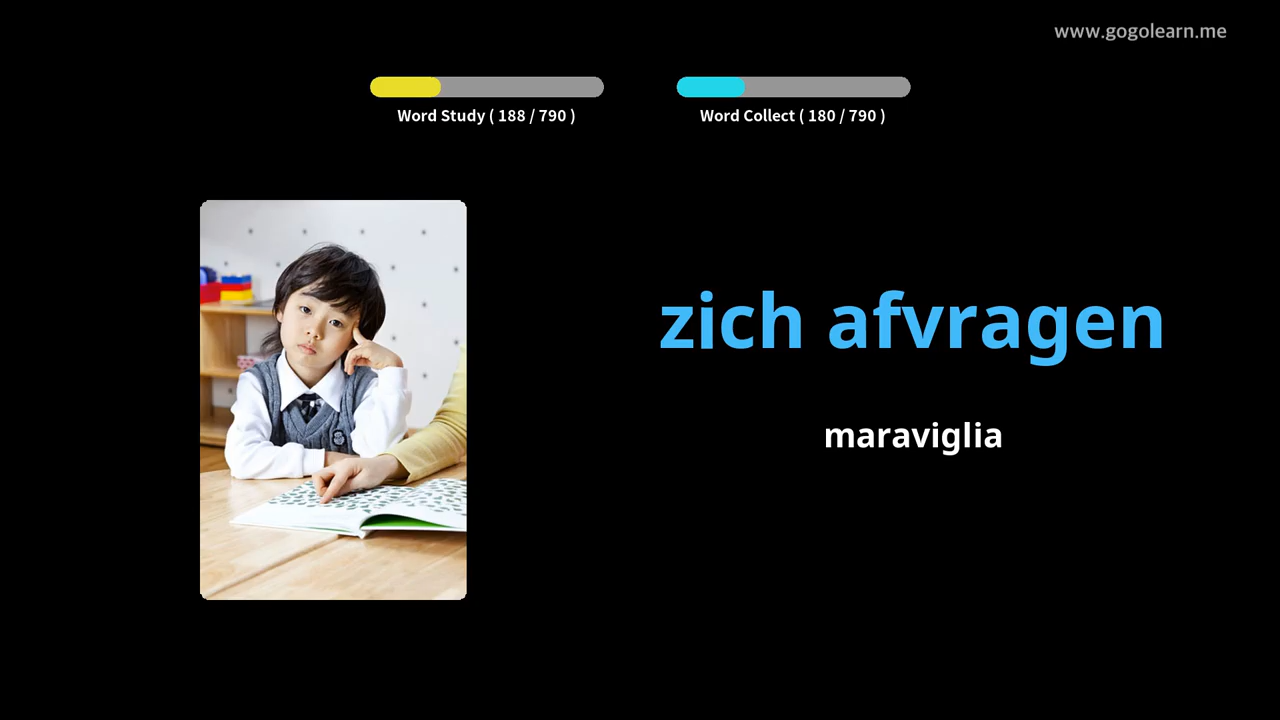 www.gogolearn.me
Word Study ( 188 / 790 )
Word Collect ( 180 / 790 )
zich afvragen
maraviglia